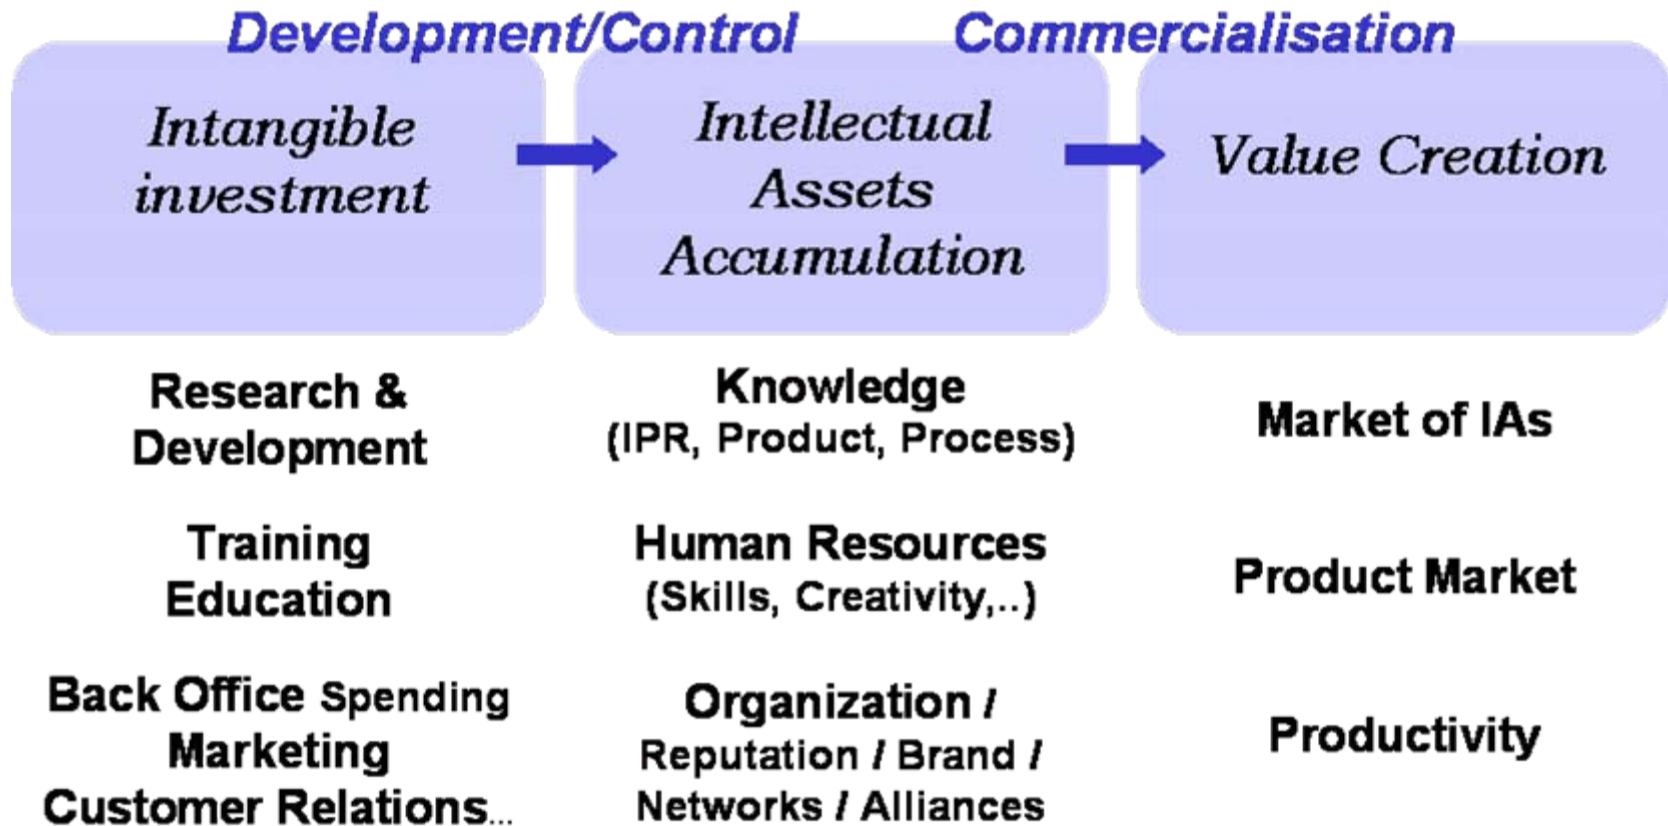 Development/Control
Commercialisation
Intangible
investment
Intellectual
Assets
Accumulation
Value Creation
Research &
Development
Training
Education
Back Office Spending
Marketing
Customer Relations...
Knowledge
(IPR, Product, Process)
Human Resources
(Skills, Creativity,..)
Organization /
Reputation / Brand /
Networks / Alliances
Market of IAs
Product Market
Productivity